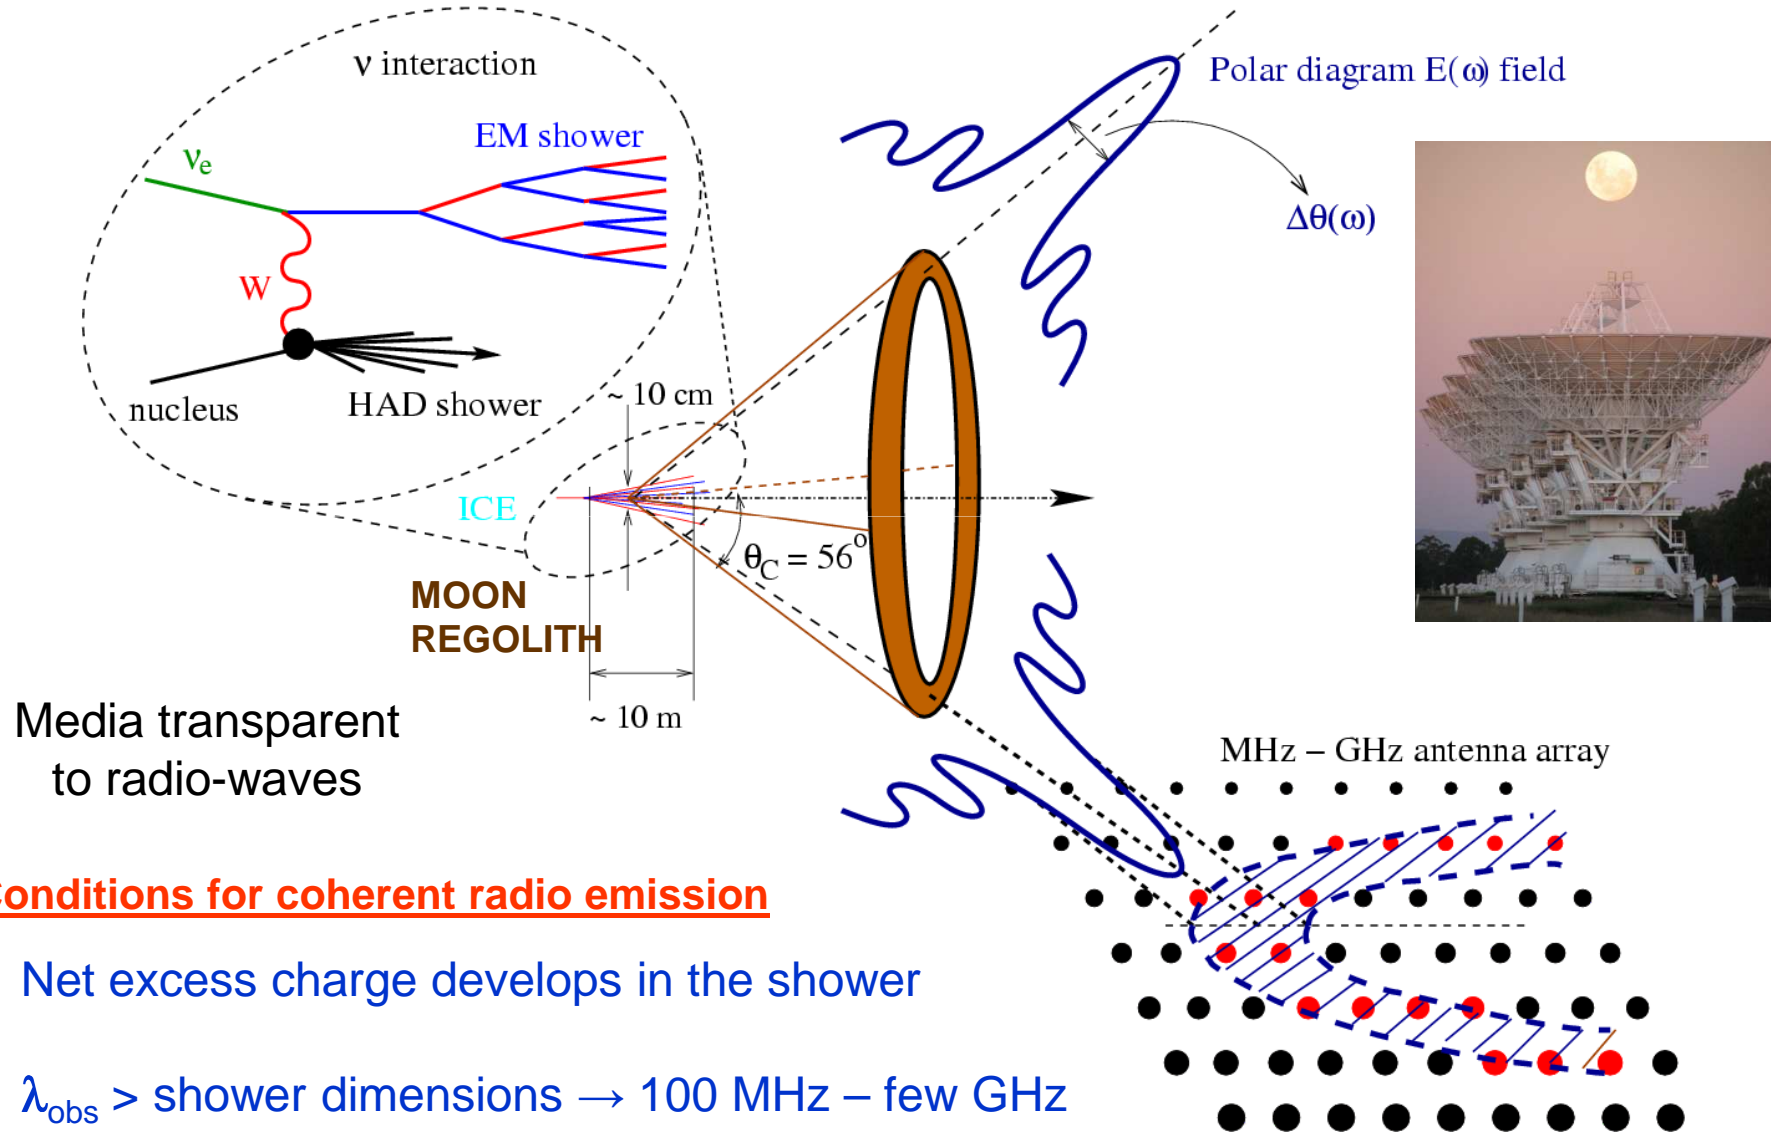 ν interaction
Polar diagram E(ω) field
EM shower
νe
Δθ(ω)
W
nucleus
HAD shower
~ 10 cm
ICE
θC = 56o
MOON
REGOLITH
~ 10 m
Media transparent
to radio-waves
MHz – GHz antenna array
Conditions for coherent radio emission
Net excess charge develops in the shower
λobs > shower dimensions → 100 MHz – few GHz